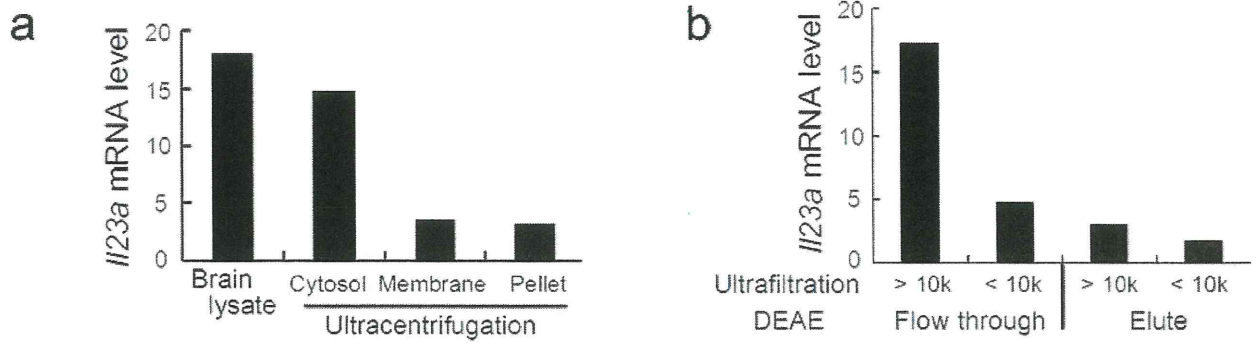 a
Il23a mRNA level
20
15
10
5
0
Brain
lysate
Cytosol Membrane Pellet
Ultracentrifugation
b
Il23a mRNA level
20
15
10
5
0
Ultrafiltration > 10k < 10k > 10k < 10k
DEAE Flow through Elute